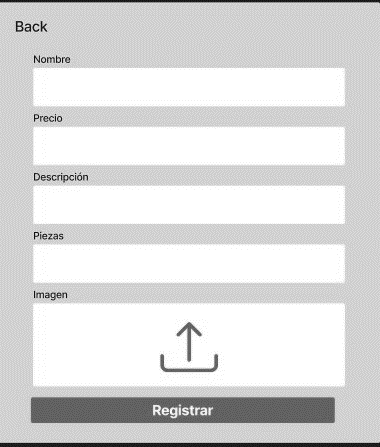 Back
Nombre
Precio
Descripción
Piezas
Imagen
Registrar